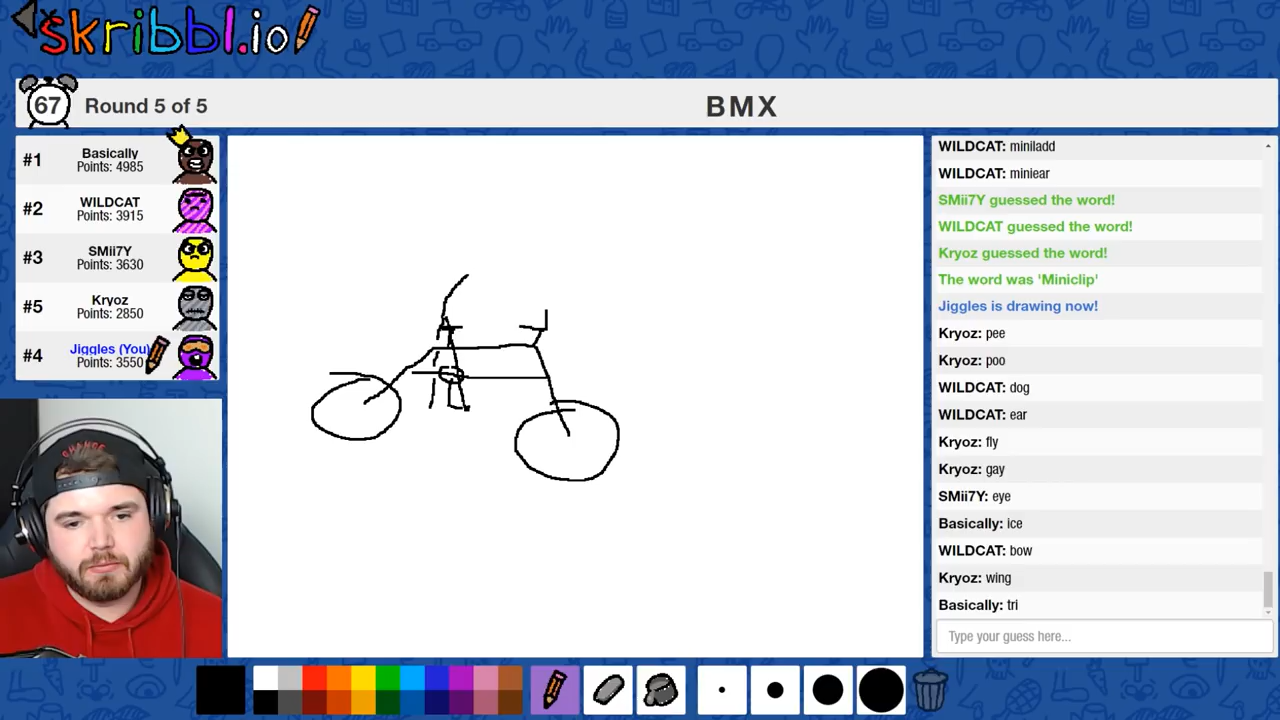 skribbl.io
67
Round 5 of 5
BMX
#1
Basically
Points: 4985
#2
WILDCAT
Points: 3915
#3
SMii7Y
Points: 3630
#5
Kryoz
Points: 2850
#4
Jiggles (You)
Points: 3550
CHANGE
WILDCAT: miniladd
WILDCAT: miniear
SMii7Y guessed the word!
WILDCAT guessed the word!
Kryoz guessed the word!
The word was 'Miniclip'
Jiggles is drawing now!
Kryoz: pee
Kryoz: poo
WILDCAT: dog
WILDCAT: ear
Kryoz: fly
Kryoz: gay
SMii7Y: eye
Basically: ice
WILDCAT: bow
Kryoz: wing
Basically: tri
Type your guess here...